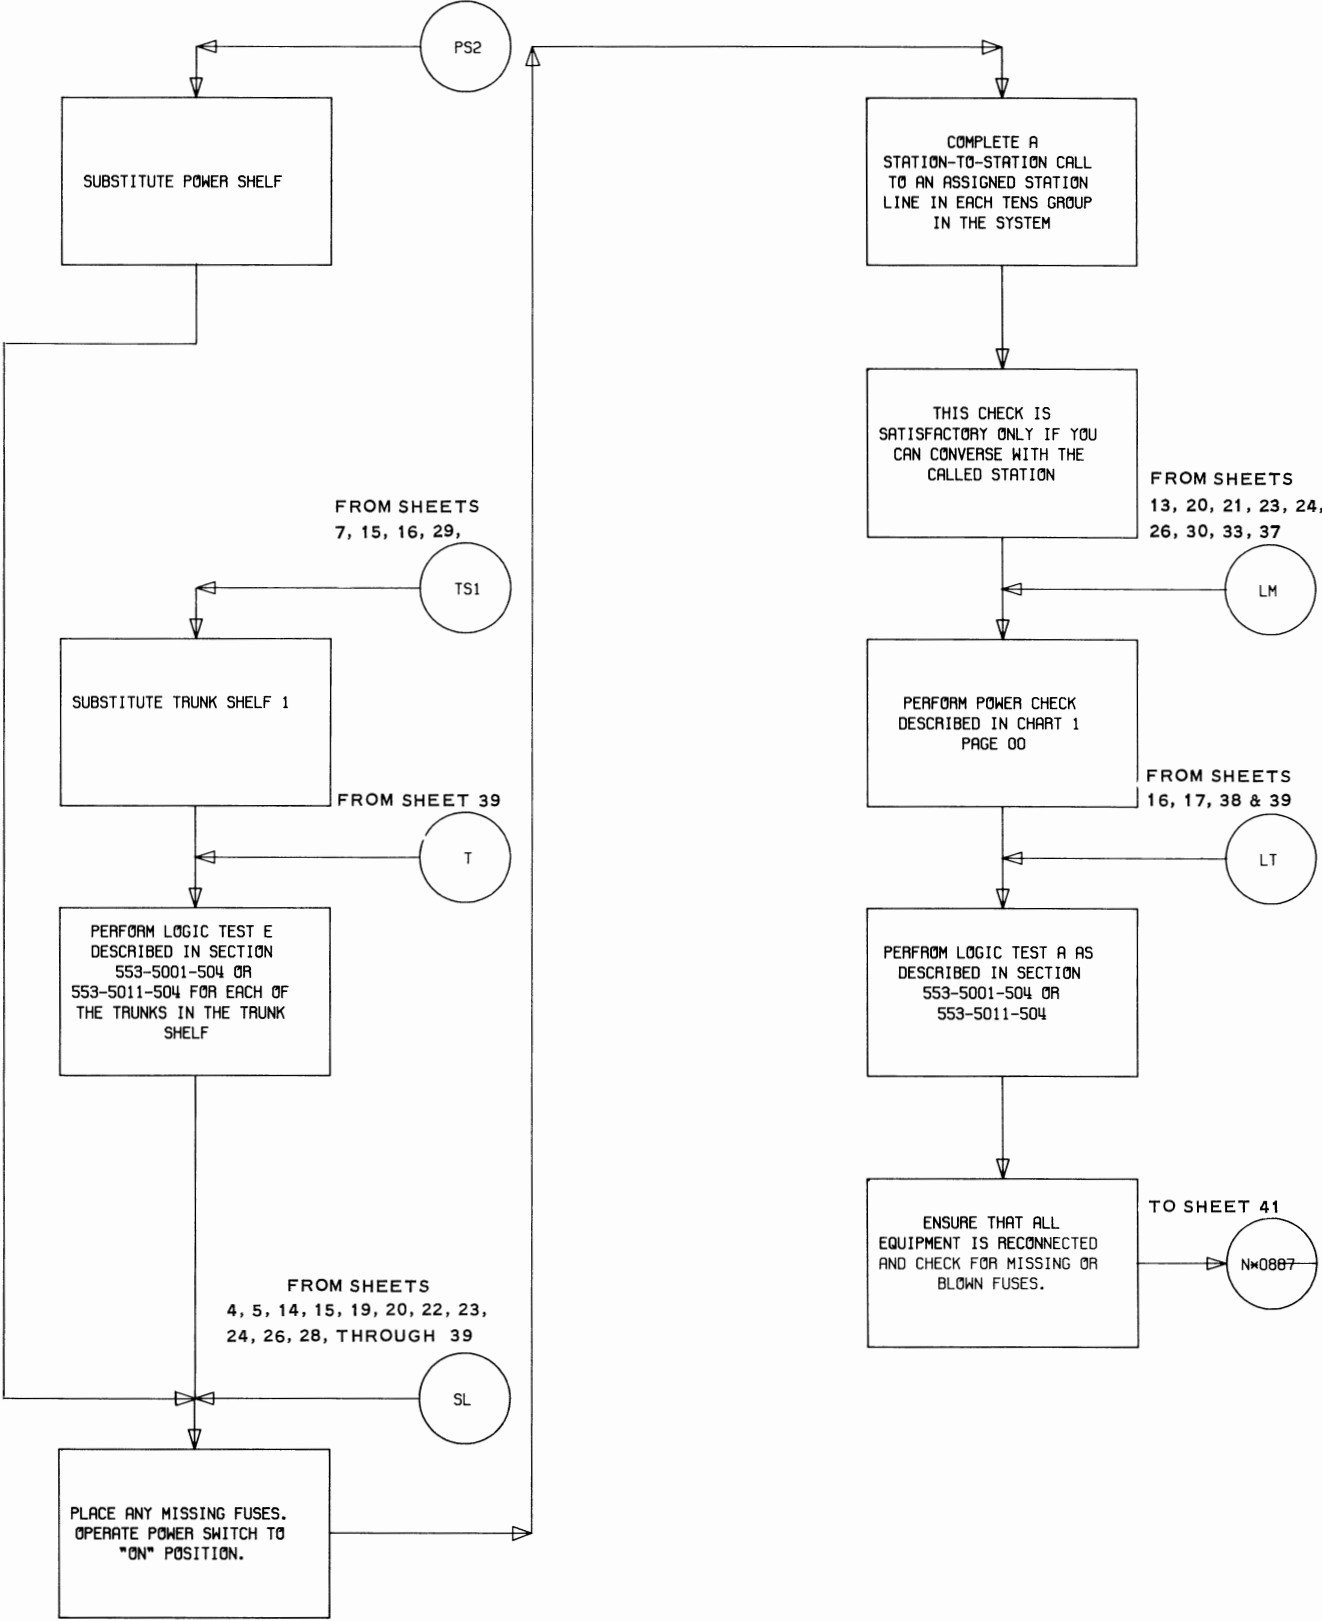 PS2
SUBSTITUTE POWER SHELF
FROM SHEETS
7, 15, 16, 29,
TS1
SUBSTITUTE TRUNK SHELF 1
FROM SHEET 39
T
PERFORM LOGIC TEST E
DESCRIBED IN SECTION
553-5001-504 OR
553-5011-504 FOR EACH OF
THE TRUNKS IN THE TRUNK
SHELF
FROM SHEETS
4, 5, 14, 15, 19, 20, 22, 23,
24, 26, 28, THROUGH 39
SL
PLACE ANY MISSING FUSES.
OPERATE POWER SWITCH TO
"ON" POSITION.
COMPLETE A
STATION-TO-STATION CALL
TO AN ASSIGNED STATION
LINE IN EACH TENS GROUP
IN THE SYSTEM
THIS CHECK IS
SATISFACTORY ONLY IF YOU
CAN CONVERSE WITH THE
CALLED STATION
FROM SHEETS
13, 20, 21, 23, 24,
26, 30, 33, 37
LM
PERFORM POWER CHECK
DESCRIBED IN CHART 1
PAGE 00
FROM SHEETS
16, 17, 38 & 39
LT
PERFROM LOGIC TEST A AS
DESCRIBED IN SECTION
553-5001-504 OR
553-5011-504
ENSURE THAT ALL
EQUIPMENT IS RECONNECTED
AND CHECK FOR MISSING OR
BLOWN FUSES.
TO SHEET 41
N*0887